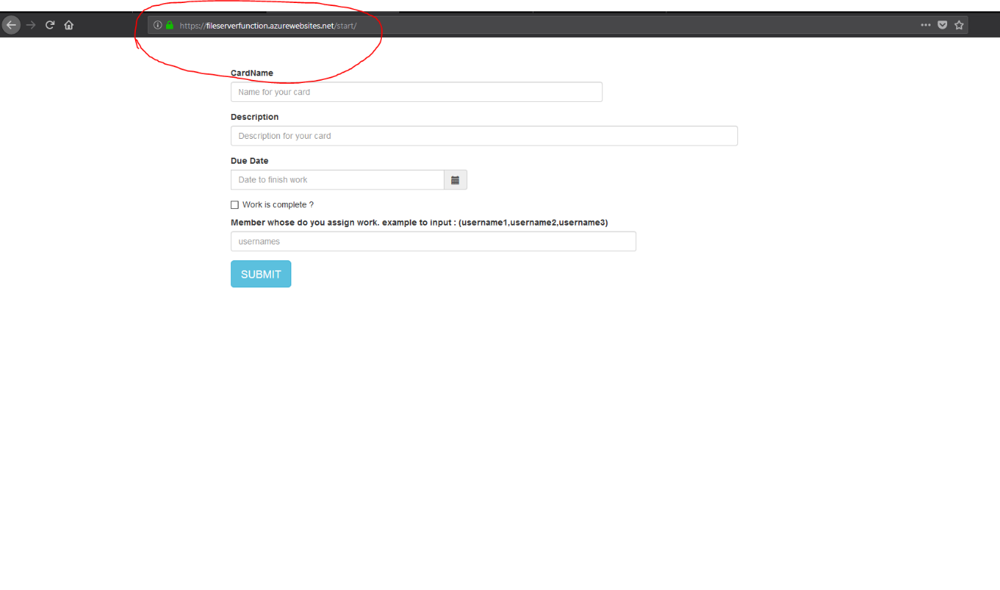 https://fileserverfunction.azurewebsites.net/start/
CardName
Name for your card
Description
Description for your card
Due Date
Date to finish work
Work is complete ?
Member whose do you assign work. example to input : (username1,username2,username3)
usernames
SUBMIT